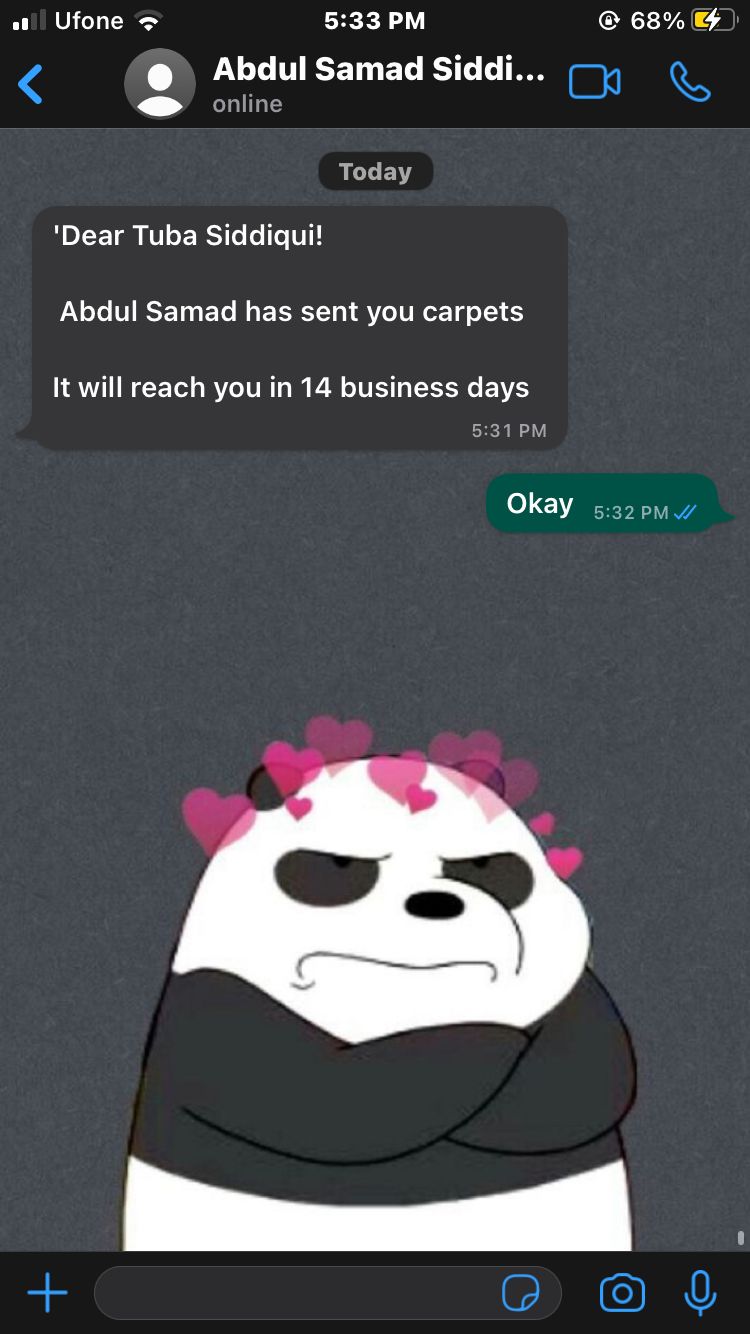 Ufone 5:33 PM 68%
Abdul Samad Siddi...
online
Today
'Dear Tuba Siddiqui!
Abdul Samad has sent you carpets
It will reach you in 14 business days
5:31 PM
Okay 5:32 PM